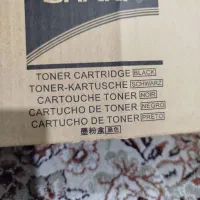 TONER CARTRIDGE BLACK
TONER-KARTUSCHE SCHWARZ
CARTOUCHE TONER NOIR
CARTUCHO DE TONER NEGRO
CARTUCHO DE TONER PRETO
墨粉盒 黑色